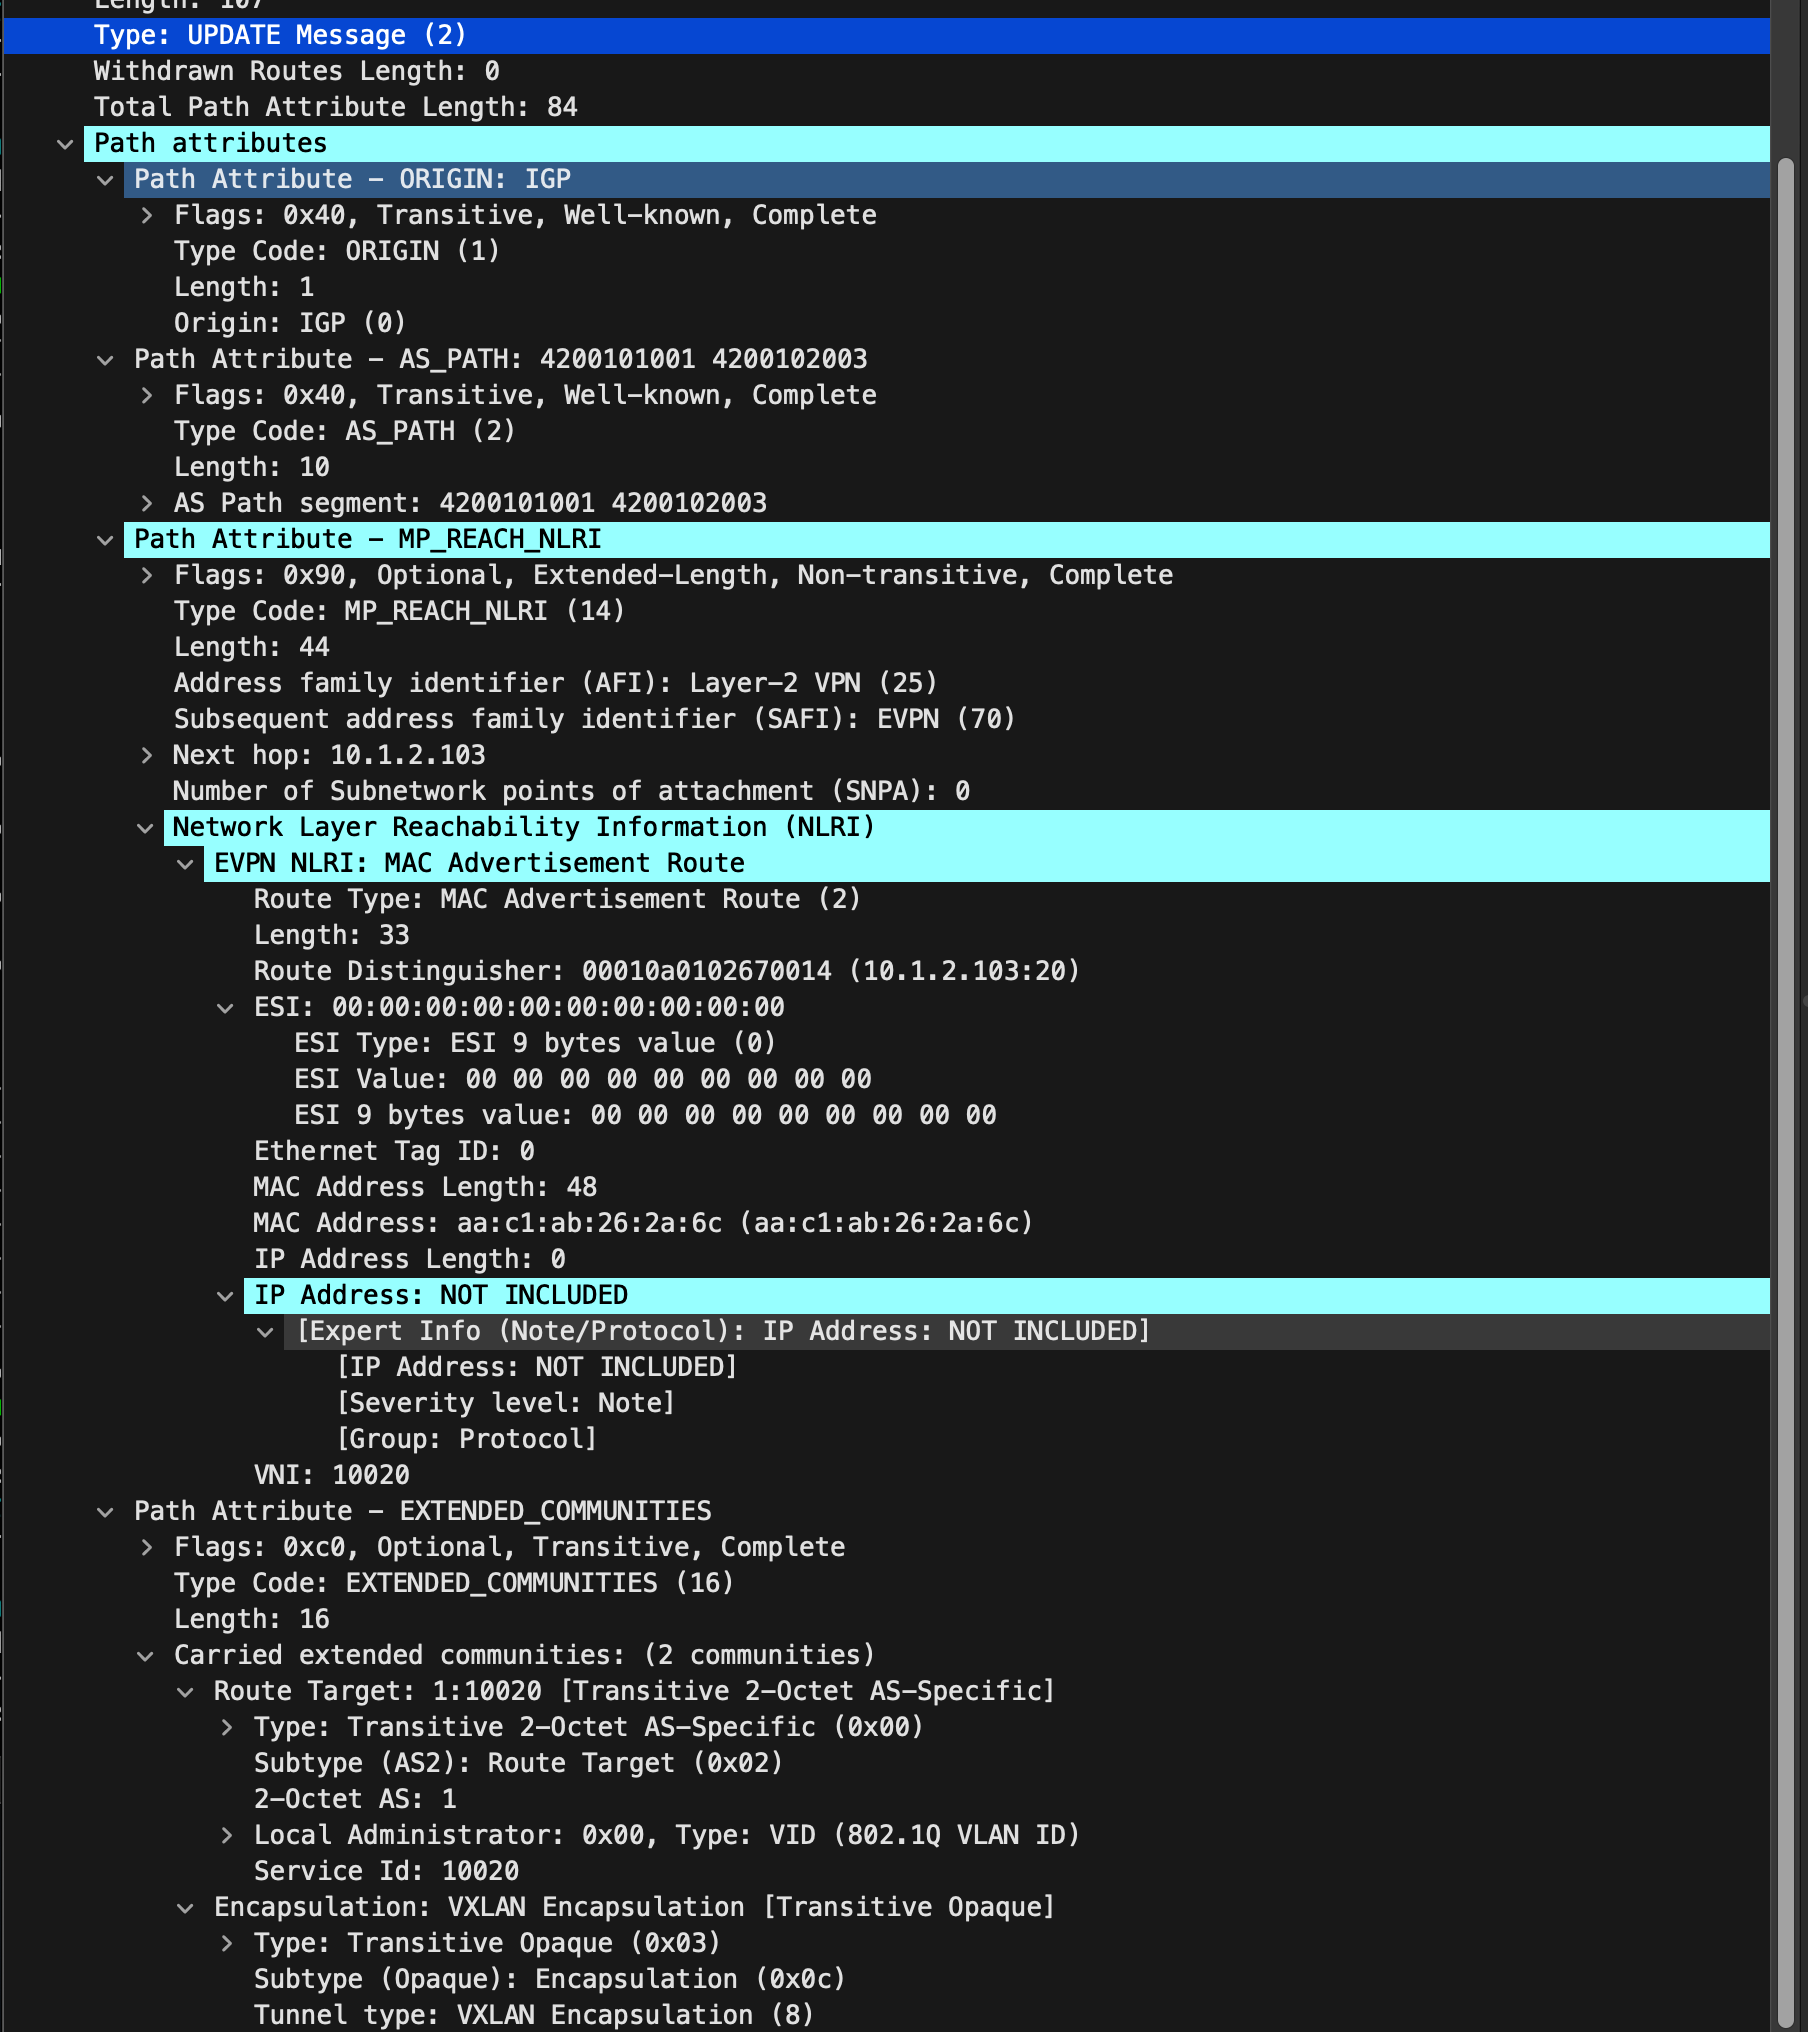 Length: 107
Type: UPDATE Message (2)
Withdrawn Routes Length: 0
Total Path Attribute Length: 84
Path attributes
Path Attribute – ORIGIN: IGP
Flags: 0x40, Transitive, Well–known, Complete
Type Code: ORIGIN (1)
Length: 1
Origin: IGP (0)
Path Attribute – AS_PATH: 4200101001 4200102003
Flags: 0x40, Transitive, Well–known, Complete
Type Code: AS_PATH (2)
Length: 10
AS Path segment: 4200101001 4200102003
Path Attribute – MP_REACH_NLRI
Flags: 0x90, Optional, Extended–Length, Non–transitive, Complete
Type Code: MP_REACH_NLRI (14)
Length: 44
Address family identifier (AFI): Layer–2 VPN (25)
Subsequent address family identifier (SAFI): EVPN (70)
Next hop: 10.1.2.103
Number of Subnetwork points of attachment (SNPA): 0
Network Layer Reachability Information (NLRI)
EVPN NLRI: MAC Advertisement Route
Route Type: MAC Advertisement Route (2)
Length: 33
Route Distinguisher: 00010a0102670014 (10.1.2.103:20)
ESI: 00:00:00:00:00:00:00:00:00:00
ESI Type: ESI 9 bytes value (0)
ESI Value: 00 00 00 00 00 00 00 00 00
ESI 9 bytes value: 00 00 00 00 00 00 00 00 00
Ethernet Tag ID: 0
MAC Address Length: 48
MAC Address: aa:c1:ab:26:2a:6c (aa:c1:ab:26:2a:6c)
IP Address Length: 0
IP Address: NOT INCLUDED
[Expert Info (Note/Protocol): IP Address: NOT INCLUDED]
[IP Address: NOT INCLUDED]
[Severity level: Note]
[Group: Protocol]
VNI: 10020
Path Attribute – EXTENDED_COMMUNITIES
Flags: 0xc0, Optional, Transitive, Complete
Type Code: EXTENDED_COMMUNITIES (16)
Length: 16
Carried extended communities: (2 communities)
Route Target: 1:10020 [Transitive 2–Octet AS–Specific]
Type: Transitive 2–Octet AS–Specific (0x00)
Subtype (AS2): Route Target (0x02)
2–Octet AS: 1
Local Administrator: 0x00, Type: VID (802.1Q VLAN ID)
Service Id: 10020
Encapsulation: VXLAN Encapsulation [Transitive Opaque]
Type: Transitive Opaque (0x03)
Subtype (Opaque): Encapsulation (0x0c)
Tunnel type: VXLAN Encapsulation (8)